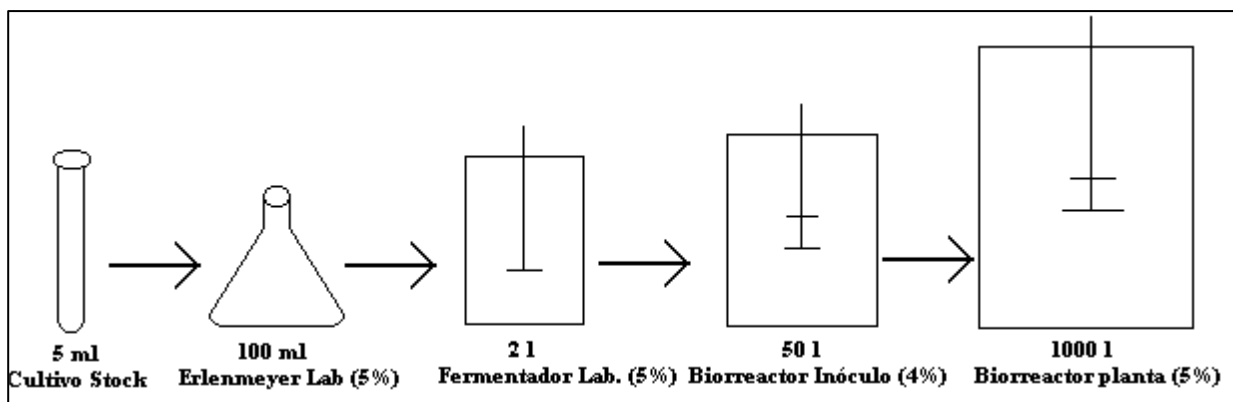 5 ml
Cultivo Stock
100 ml
Erlenmeyer Lab (5%)
2 l
Fermentador Lab. (5%)
50 l
Biorreactor Inóculo (4%)
1000 l
Biorreactor planta (5%)